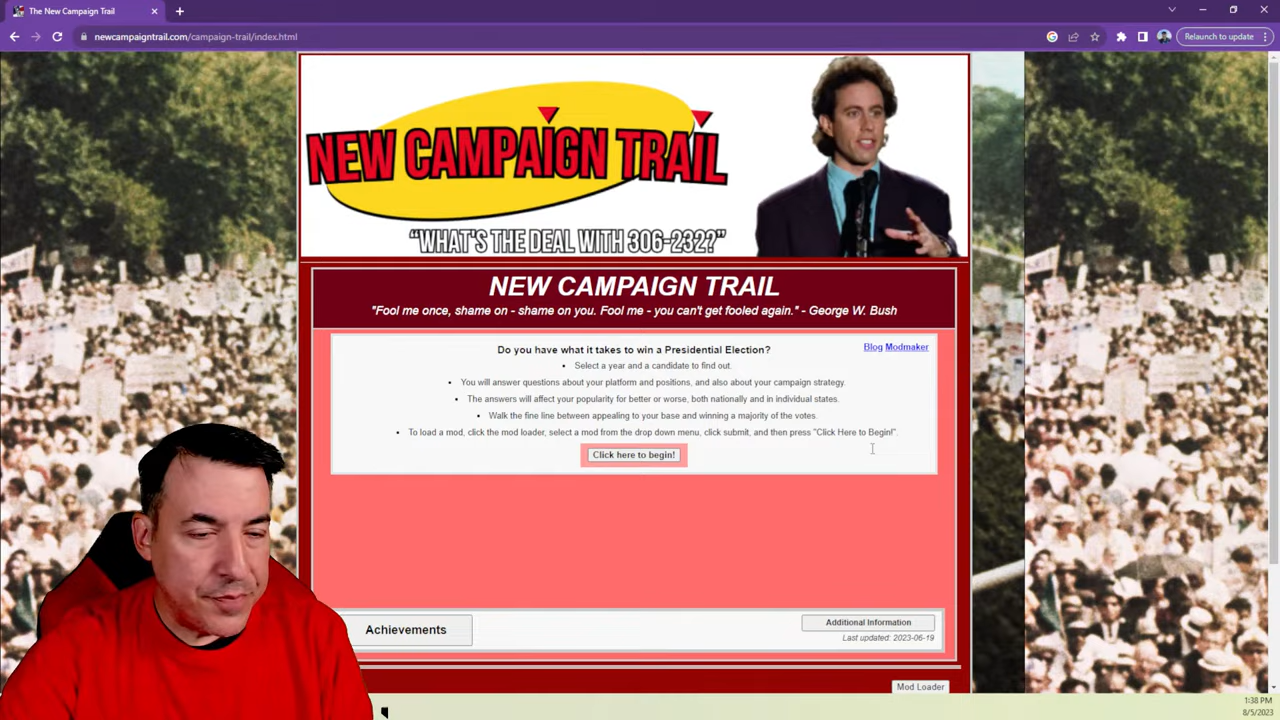 The New Campaign Trail
newcampaigntrail.com/campaign-trail/index.html
Relaunch to update
NEW CAMPAIGN TRAIL
"WHAT'S THE DEAL WITH 306-232?"
NEW CAMPAIGN TRAIL
"Fool me once, shame on - shame on you. Fool me - you can't get fooled again." - George W. Bush
Blog Modmaker
Do you have what it takes to win a Presidential Election?
• Select a year and a candidate to find out.
• You will answer questions about your platform and positions, and also about your campaign strategy.
• The answers will affect your popularity for better or worse, both nationally and in individual states.
• Walk the fine line between appealing to your base and winning a majority of the votes.
• To load a mod, click the mod loader, select a mod from the drop down menu, click submit, and then press "Click Here to Begin!".
Click here to begin!
Achievements
Additional Information
Last updated: 2023-06-19
Mod Loader
1:38 PM
8/5/2023